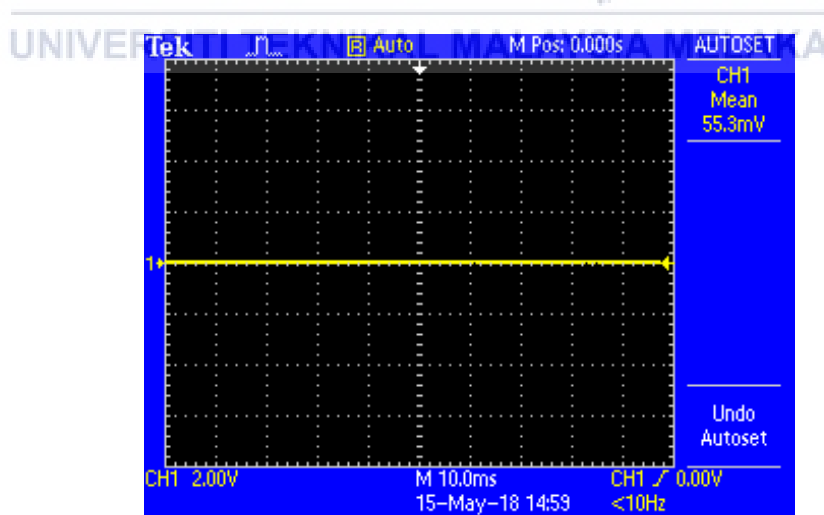 UNIVERSITI TEKNIKAL MALAYSIA MELAKA
Tek R Auto M Pos: 0.000s AUTOSET
CH1
Mean
55.3mV
1
Undo
Autoset
CH1 2.00V M 10.0ms CH1 0.00V
15-May-18 14:59 <10Hz